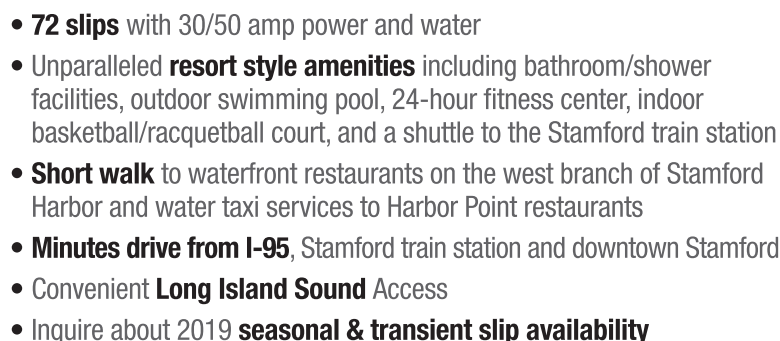 • 72 slips with 30/50 amp power and water
• Unparalleled resort style amenities including bathroom/shower
facilities, outdoor swimming pool, 24-hour fitness center, indoor
basketball/racquetball court, and a shuttle to the Stamford train station
• Short walk to waterfront restaurants on the west branch of Stamford
Harbor and water taxi services to Harbor Point restaurants
• Minutes drive from I-95, Stamford train station and downtown Stamford
• Convenient Long Island Sound Access
• Inquire about 2019 seasonal & transient slip availability